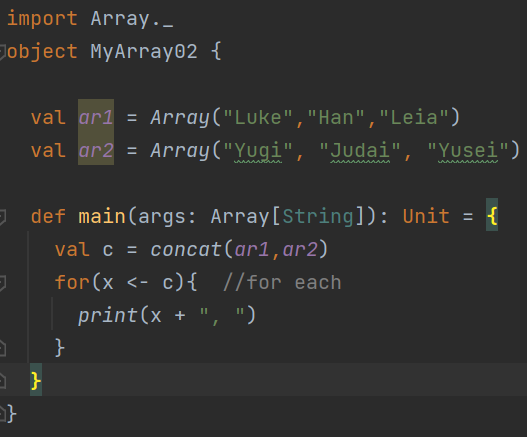 import Array._
object MyArray02 {
val ar1 = Array("Luke","Han","Leia")
val ar2 = Array("Yugi", "Judai", "Yusei")
def main(args: Array[String]): Unit = {
val c = concat(ar1,ar2)
for(x <- c){  //for each
print(x + ", ")
}
}
}